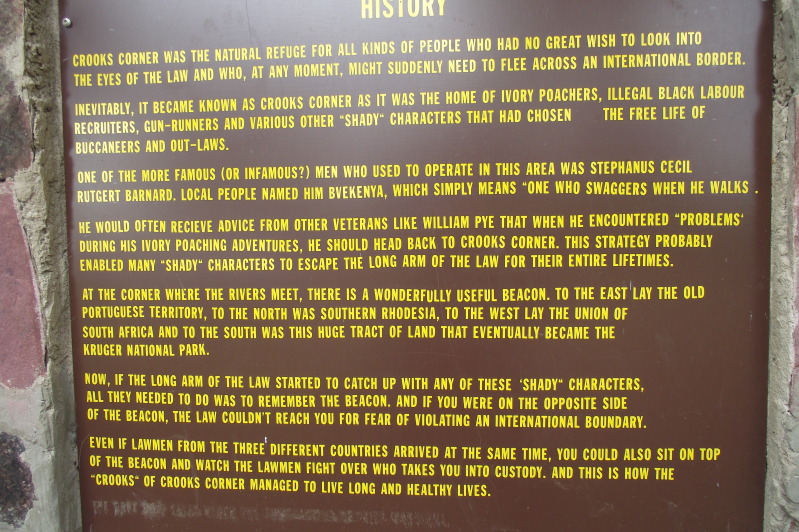 HISTORY
CROOKS CORNER WAS THE NATURAL REFUGE FOR ALL KINDS OF PEOPLE WHO HAD NO GREAT WISH TO LOOK INTO
THE EYES OF THE LAW AND WHO, AT ANY MOMENT, MIGHT SUDDENLY NEED TO FLEE ACROSS AN INTERNATIONAL BORDER.
INEVITABLY, IT BECAME KNOWN AS CROOKS CORNER AS IT WAS THE HOME OF IVORY POACHERS, ILLEGAL BLACK LABOUR
RECRUITERS, GUN-RUNNERS AND VARIOUS OTHER "SHADY" CHARACTERS THAT HAD CHOSEN THE FREE LIFE OF
BUCCANEERS AND OUT-LAWS.
ONE OF THE MORE FAMOUS (OR INFAMOUS?) MEN WHO USED TO OPERATE IN THIS AREA WAS STEPHANUS CECIL
RUTGERT BARNARD. LOCAL PEOPLE NAMED HIM BVEKENYA, WHICH SIMPLY MEANS "ONE WHO SWAGGERS WHEN HE WALKS .
HE WOULD OFTEN RECIEVE ADVICE FROM OTHER VETERANS LIKE WILLIAM PYE THAT WHEN HE ENCOUNTERED "PROBLEMS'
DURING HIS IVORY POACHING ADVENTURES, HE SHOULD HEAD BACK TO CROOKS CORNER. THIS STRATEGY PROBABLY
ENABLED MANY "SHADY" CHARACTERS TO ESCAPE THE LONG ARM OF THE LAW FOR THEIR ENTIRE LIFETIMES.
AT THE CORNER WHERE THE RIVERS MEET, THERE IS A WONDERFULLY USEFUL BEACON. TO THE EAST LAY THE OLD
PORTUGUESE TERRITORY, TO THE NORTH WAS SOUTHERN RHODESIA, TO THE WEST LAY THE UNION OF
SOUTH AFRICA AND TO THE SOUTH WAS THIS HUGE TRACT OF LAND THAT EVENTUALLY BECAME THE
KRUGER NATIONAL PARK.
NOW, IF THE LONG ARM OF THE LAW STARTED TO CATCH UP WITH ANY OF THESE 'SHADY" CHARACTERS,
ALL THEY NEEDED TO DO WAS TO REMEMBER THE BEACON. AND IF YOU WERE ON THE OPPOSITE SIDE
OF THE BEACON, THE LAW COULDN'T REACH YOU FOR FEAR OF VIOLATING AN INTERNATIONAL BOUNDARY.
EVEN IF LAWMEN FROM THE THREE DIFFERENT COUNTRIES ARRIVED AT THE SAME TIME, YOU COULD ALSO SIT ON TOP
OF THE BEACON AND WATCH THE LAWMEN FIGHT OVER WHO TAKES YOU INTO CUSTODY. AND THIS IS HOW THE
"CROOKS" OF CROOKS CORNER MANAGED TO LIVE LONG AND HEALTHY LIVES.